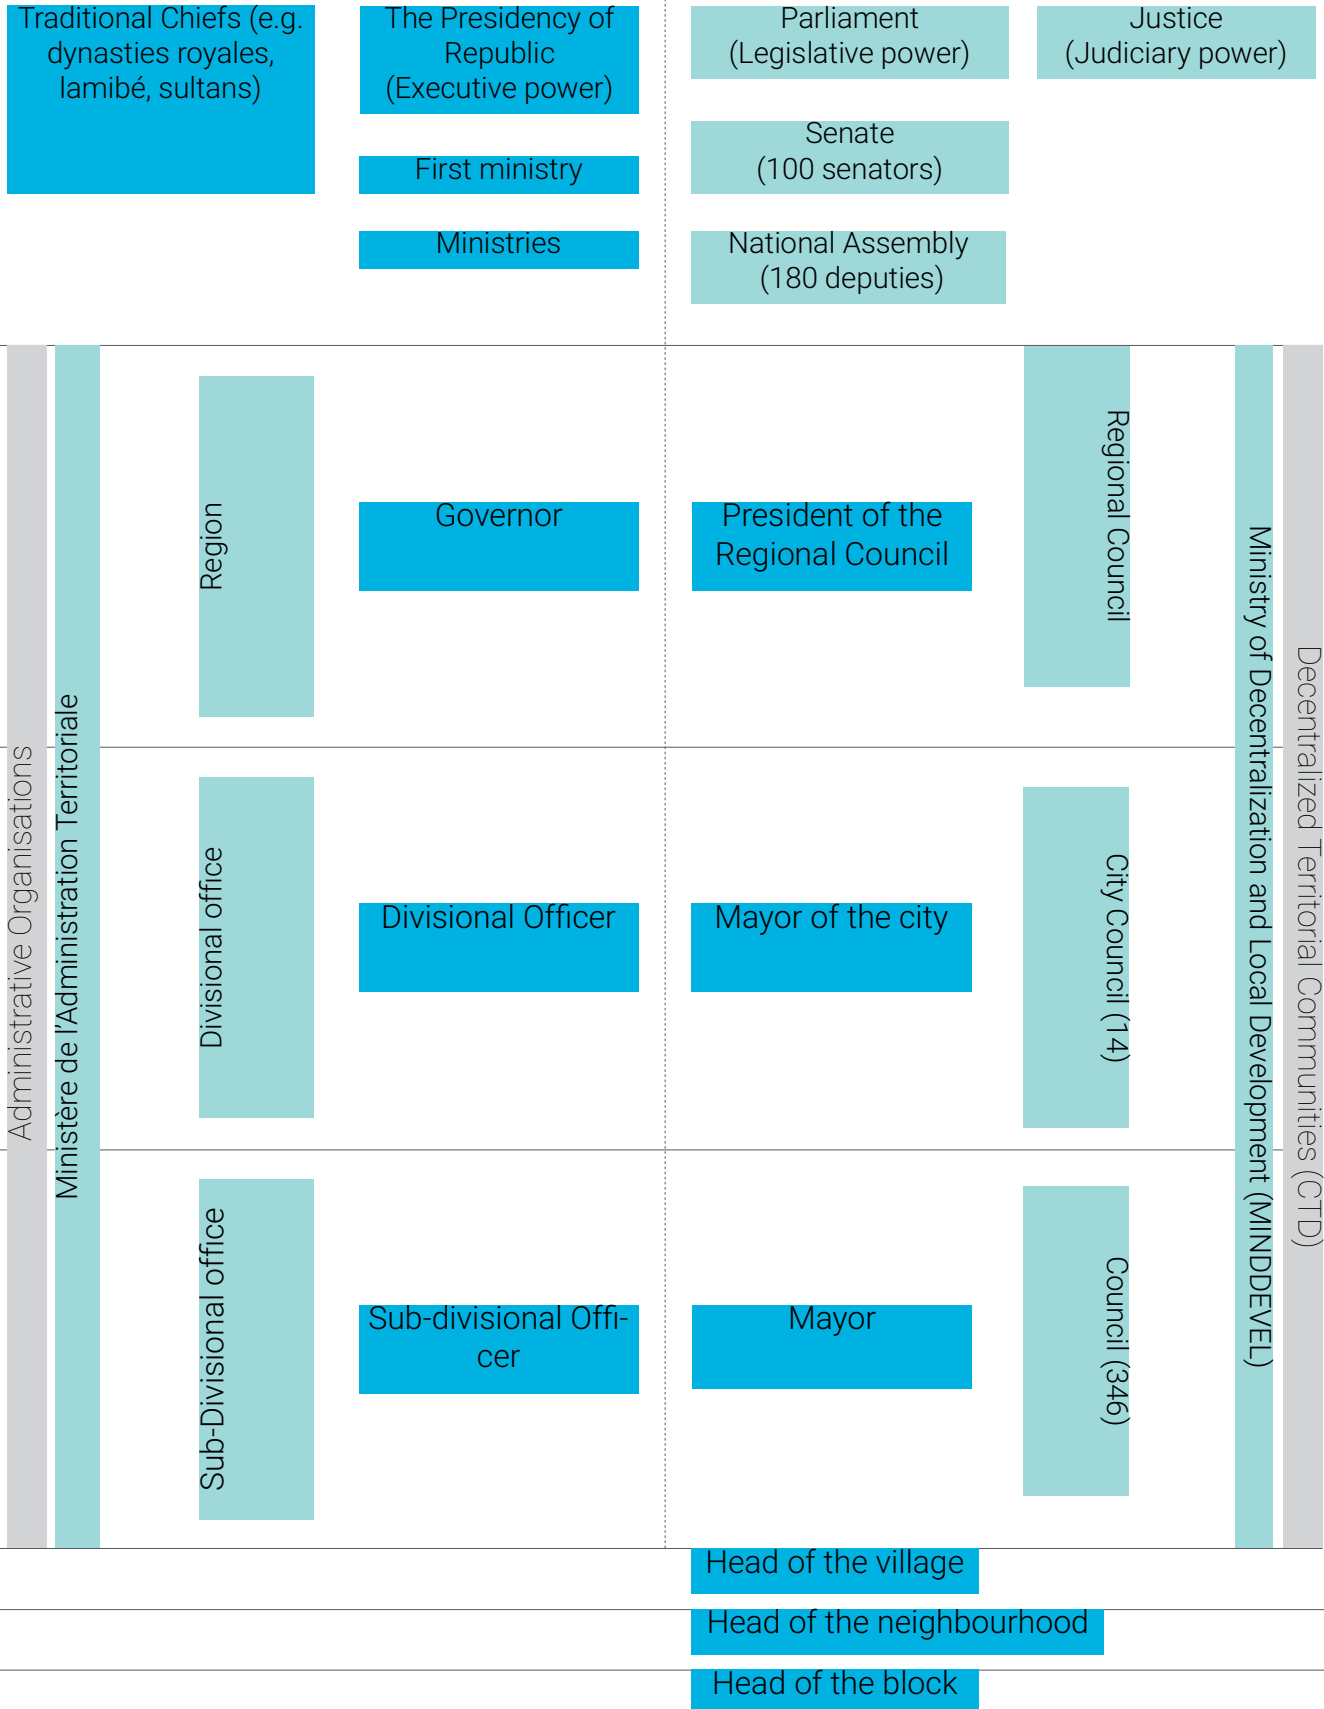 Traditional Chiefs (e.g.
dynasties royales,
lamibé, sultans)
The Presidency of
Republic
(Executive power)
Parliament
(Legislative power)
Justice
(Judiciary power)
First ministry
Senate
(100 senators)
Ministries
National Assembly
(180 deputies)
Administrative Organisations
Ministère de l'Administration Territoriale
Region
Governor
President of the
Regional Council
Regional Council
Divisional office
Divisional Officer
Mayor of the city
City Council (14)
Sub-Divisional office
Sub-divisional Offi-
cer
Mayor
Council (346)
Ministry of Decentralization and Local Development (MINDDEVEL)
Decentralized Territorial Communities (CTD)
Head of the village
Head of the neighbourhood
Head of the block